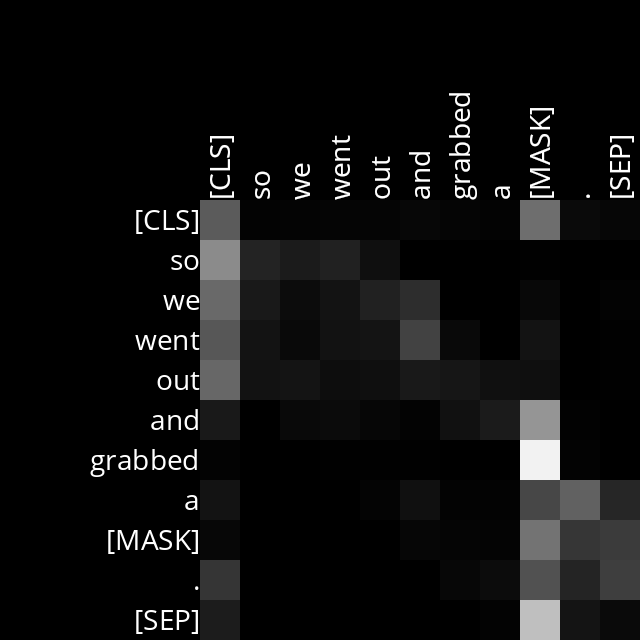 [CLS] so we went out and grabbed a [MASK] . [SEP]
[CLS]
so
we
went
out
and
grabbed
a
[MASK]
.
[SEP]